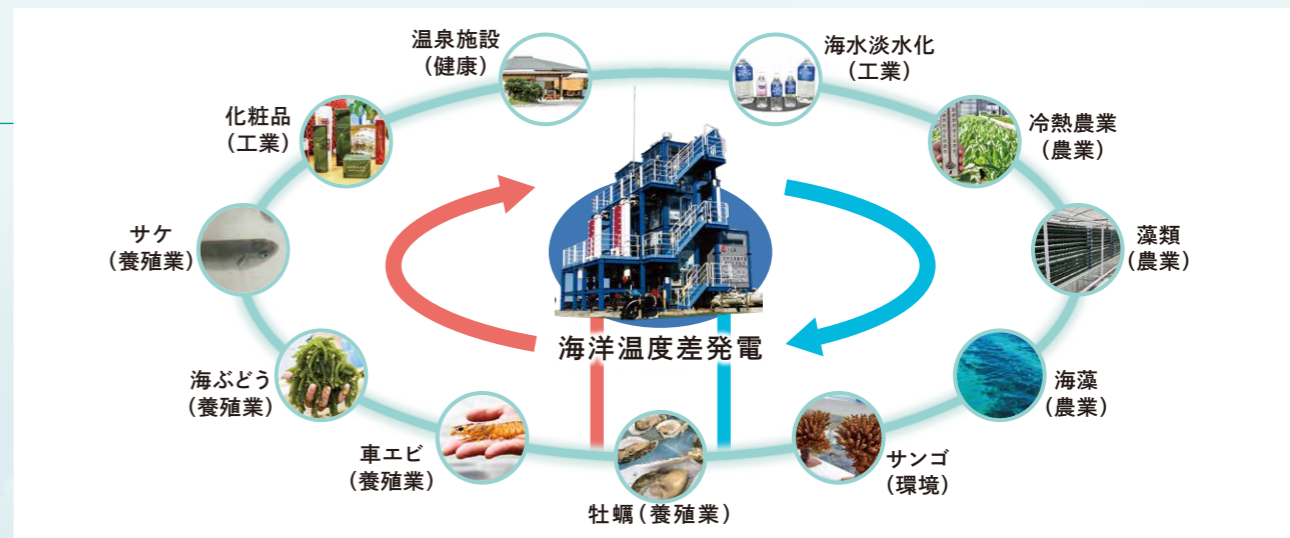 温泉施設
(健康)
海水淡水化
(工業)
冷熱農業
(農業)
藻類
(農業)
海藻
(農業)
サンゴ
(環境)
牡蠣(養殖業)
車エビ
(養殖業)
海ぶどう
(養殖業)
サケ
(養殖業)
化粧品
(工業)
海洋温度差発電